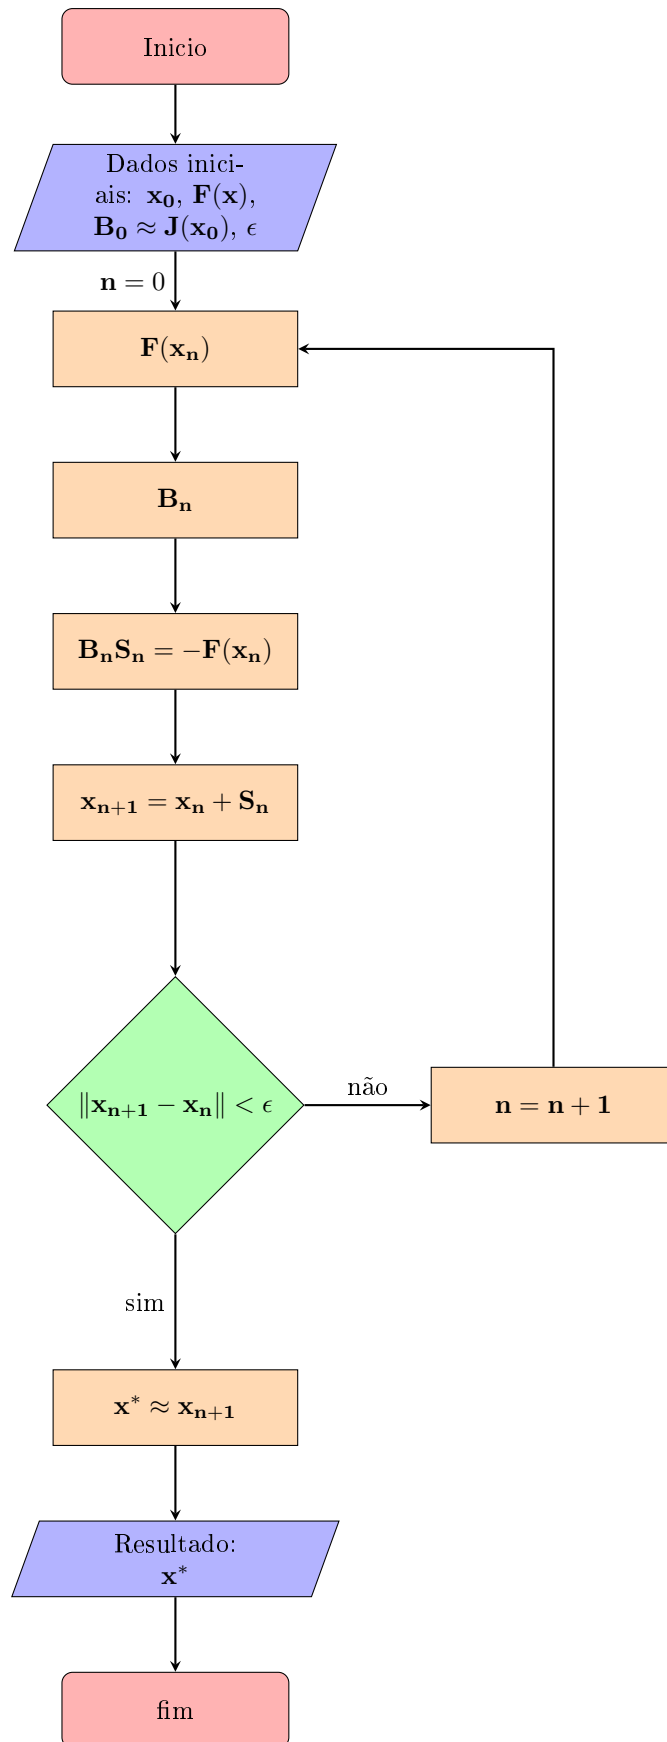 Inicio
Dados inici-
ais: x₀, F(x),
B₀ ≈ J(x₀), ϵ
n = 0
F(xₙ)
Bₙ
BₙSₙ = −F(xₙ)
xₙ₊₁ = xₙ + Sₙ
‖xₙ₊₁ − xₙ‖ < ϵ
não
n = n + 1
sim
x* ≈ xₙ₊₁
Resultado:
x*
fim